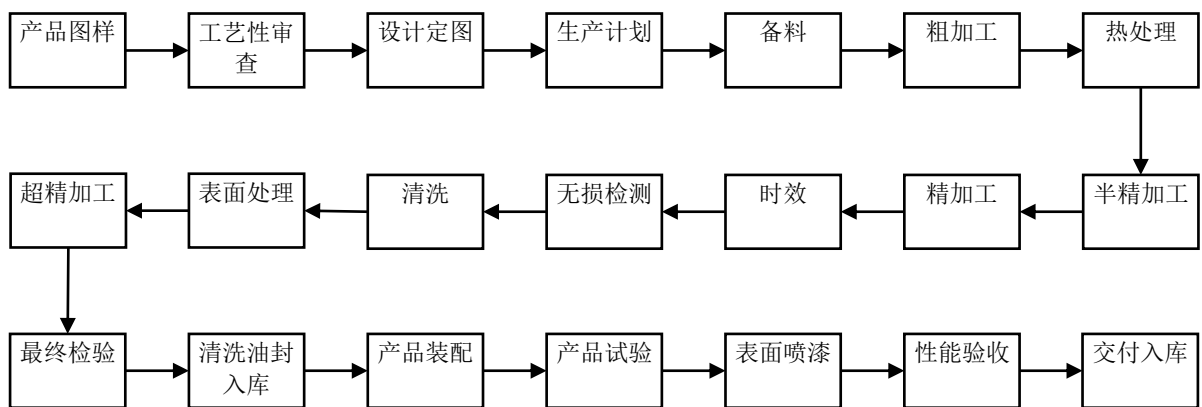 产品图样
工艺性审
查
设计定图
生产计划
备料
粗加工
热处理
半精加工
精加工
时效
无损检测
清洗
表面处理
超精加工
最终检验
清洗油封
入库
产品装配
产品试验
表面喷漆
性能验收
交付入库